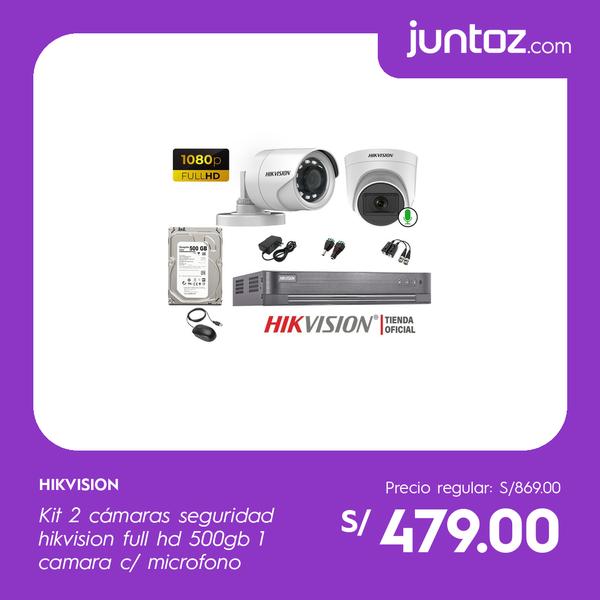 juntoz.com
1080p
FULL HD
HIKVISION
HIKVISION
500 GB
HIKVISION
HIKVISION® TIENDA
OFICIAL
HIKVISION
Kit 2 cámaras seguridad
hikvision full hd 500gb 1
camara c/ microfono
Precio regular: S/869.00
S/ 479.00